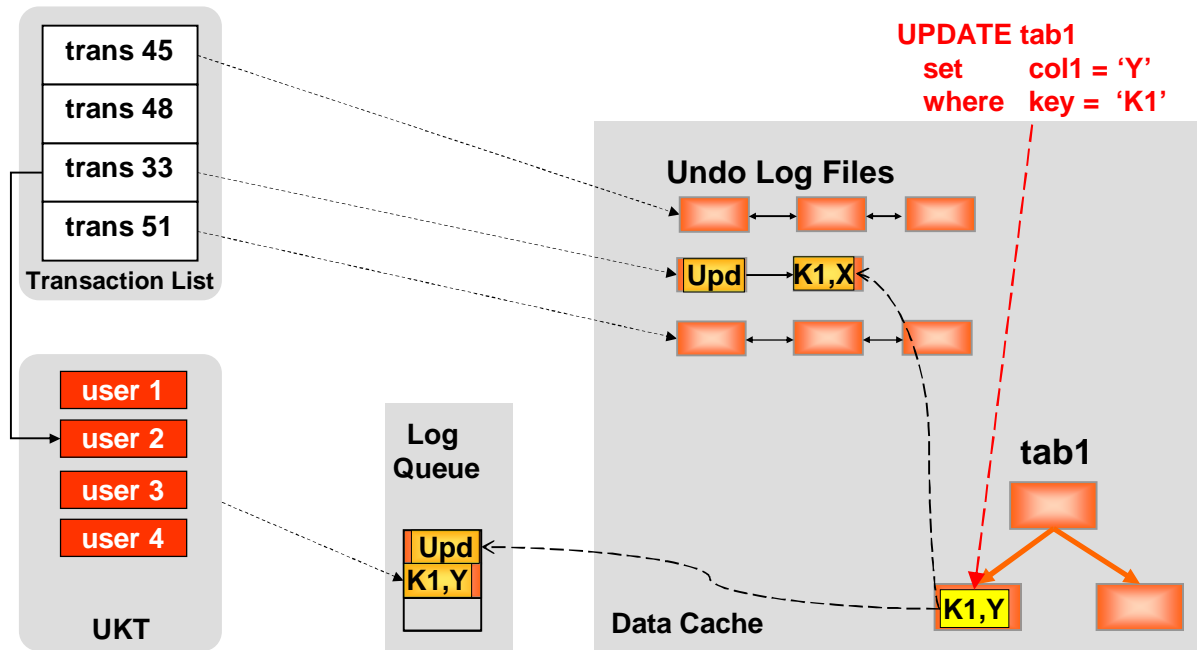 trans 45
trans 48
trans 33
trans 51
Transaction List
UPDATE tab1
set col1 = ‘Y’
where key = ‘K1’
Undo Log Files
Upd
K1,X
user 1
user 2
user 3
user 4
UKT
Log
Queue
Upd
K1,Y
tab1
K1,Y
Data Cache